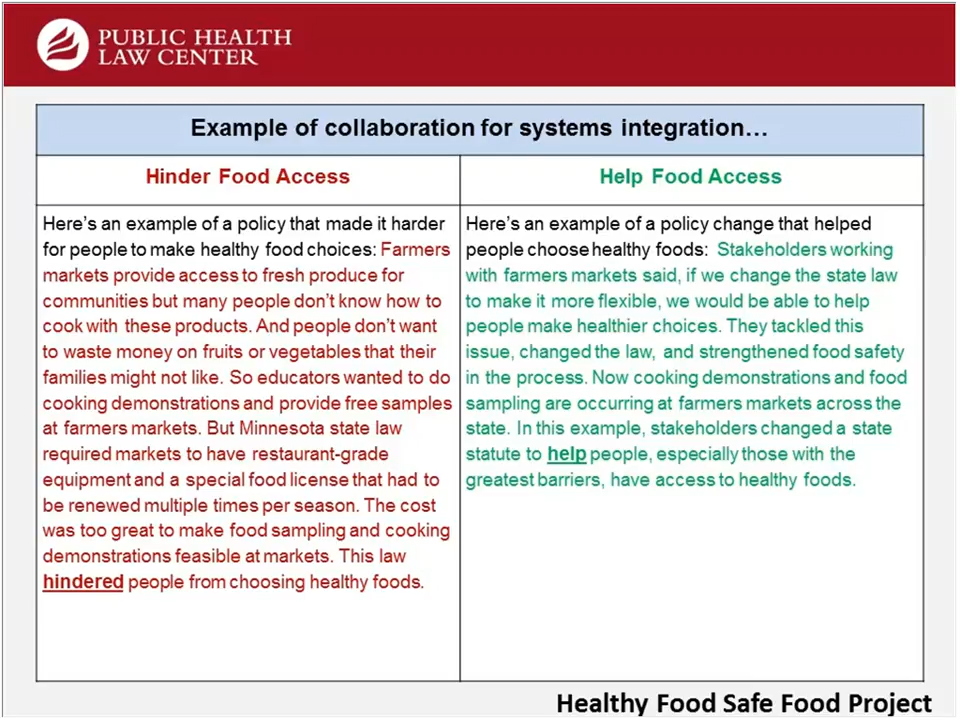 PUBLIC HEALTH
LAW CENTER
Example of collaboration for systems integration…
Hinder Food Access
Help Food Access
Here's an example of a policy that made it harder
for people to make healthy food choices: Farmers
markets provide access to fresh produce for
communities but many people don't know how to
cook with these products. And people don't want
to waste money on fruits or vegetables that their
families might not like. So educators wanted to do
cooking demonstrations and provide free samples
at farmers markets. But Minnesota state law
required markets to have restaurant-grade
equipment and a special food license that had to
be renewed multiple times per season. The cost
was too great to make food sampling and cooking
demonstrations feasible at markets. This law
hindered people from choosing healthy foods.
Here's an example of a policy change that helped
people choose healthy foods: Stakeholders working
with farmers markets said, if we change the state law
to make it more flexible, we would be able to help
people make healthier choices. They tackled this
issue, changed the law, and strengthened food safety
in the process. Now cooking demonstrations and food
sampling are occurring at farmers markets across the
state. In this example, stakeholders changed a state
statute to help people, especially those with the
greatest barriers, have access to healthy foods.
Healthy Food Safe Food Project